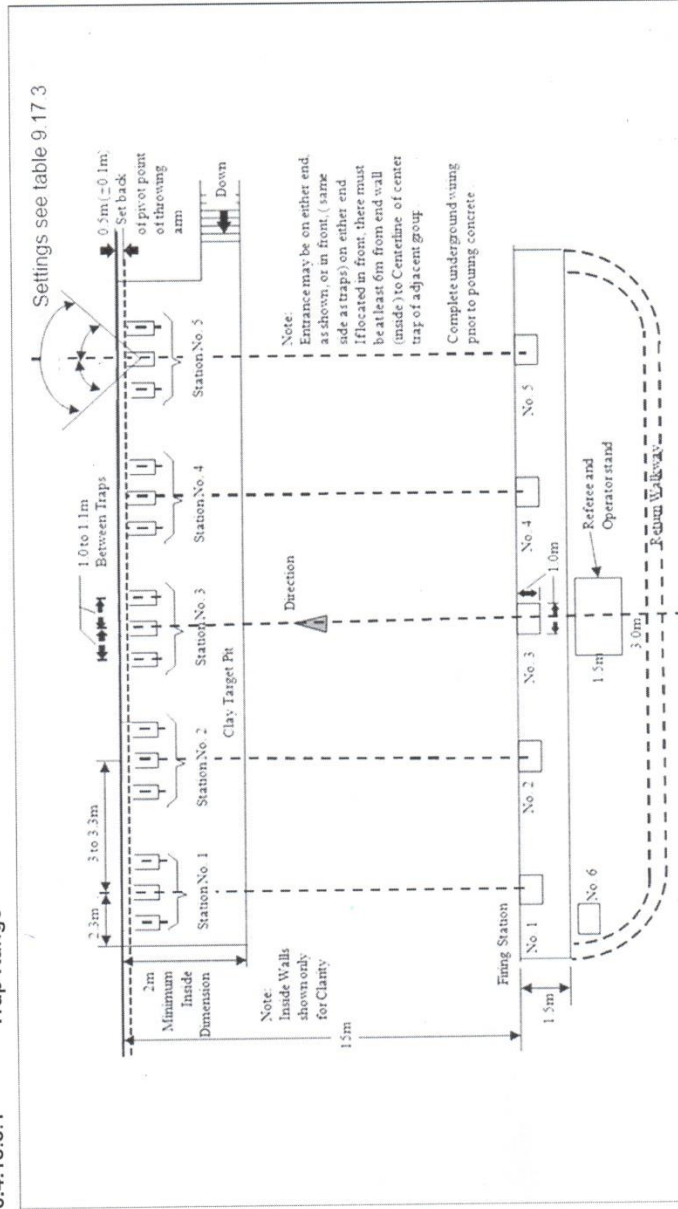 Trap Range
Settings see table 9.17.3
0 5m (±0 1m)
Set back
of pivot point
of throwing
arm
1 0 to 1 1m
Between Traps
3 to 3 3m
2 3m
Down
Station No. 1
Station No. 2
Station No. 3
Station No. 4
Station No. 5
Clay Target Pit
2m
Minimum
Inside
Dimension
Note:
Inside Walls
shown only
for Clarity
Direction
Note:
Entrance may be on either end,
as shown, or in front, ( same
side as traps) on either end
If located in front, there must
be at least 6m from end wall
(inside ) to Centerline of center
trap of adjacent group
Complete underground wiring
prior to pouring concrete
15m
Firing Station
No. 1
No. 2
No. 3
No. 4
No. 5
1 0m
1 5m
No. 6
Referee and
Operator stand
1 5m
3 0m
Return Walkway